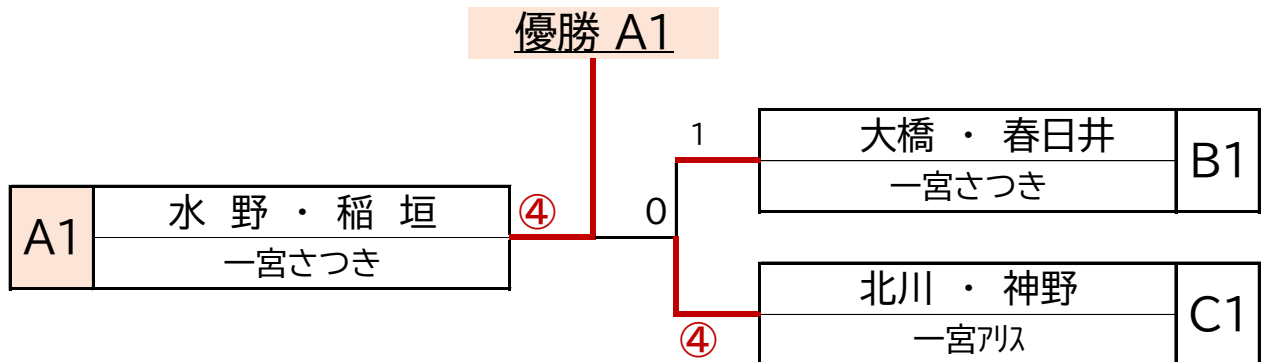 優勝 A1
1
大橋 ・ 春日井
一宮さつき
B1
A1
水 野 ・ 稲 垣
一宮さつき
④
0
北川 ・ 神野
一宮ｱﾘｽ
C1
④